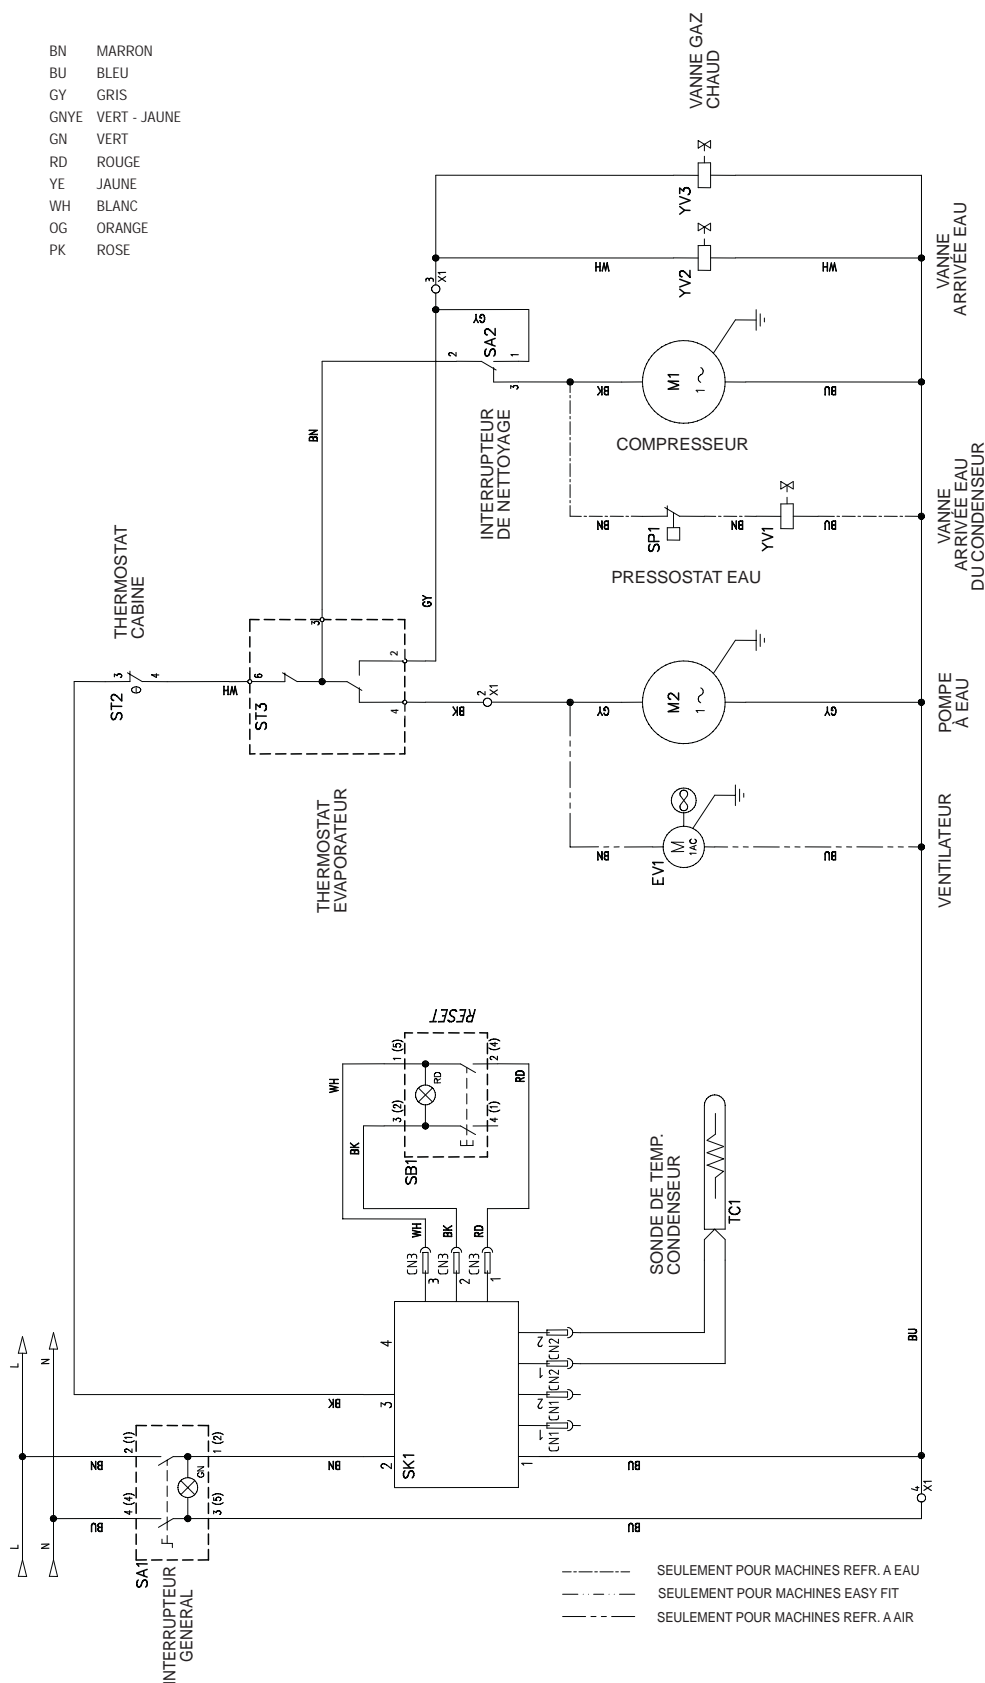 BN MARRON
BU BLEU
GY GRIS
GNYE VERT - JAUNE
GN VERT
RD ROUGE
YE JAUNE
WH BLANC
OG ORANGE
PK ROSE
VANNE GAZ
CHAUD
YV3
YV2
WH
WH
VANNE
ARRIVÉE EAU
3
X1
GY
2
SA2
1
3
BN
INTERRUPTEUR
DE NETTOYAGE
BK
M1
1
BU
COMPRESSEUR
BN
SP1
BN
YV1
BU
PRESSOSTAT EAU
VANNE
ARRIVÉE EAU
DU CONDENSEUR
THERMOSTAT
CABINE
ST2
3
4
WH
6
ST3
3
2
4
GY
BK
2
X1
GY
M2
1
GY
POMPE
À EAU
THERMOSTAT
EVAPORATEUR
BN
EV1
M
1AC
BU
VENTILATEUR
RESET
WH
1 (5)
2 (4)
RD
RD
BK
3 (2)
4 (1)
SB1
WH
BK
RD
CN3
CN3
CN3
3
2
1
SONDE DE TEMP.
CONDENSEUR
TC1
4
3
2
SK1
1
2
CN2
1
CN2
2
CN1
1
CN1
BK
BU
L
N
BN
2 (1)
1 (2)
BN
GN
BU
4 (4)
3 (5)
SA1
L
N
BU
BU
4
X1
INTERRUPTEUR
GENERAL
SEULEMENT POUR MACHINES REFR. A EAU
SEULEMENT POUR MACHINES EASY FIT
SEULEMENT POUR MACHINES REFR. A AIR